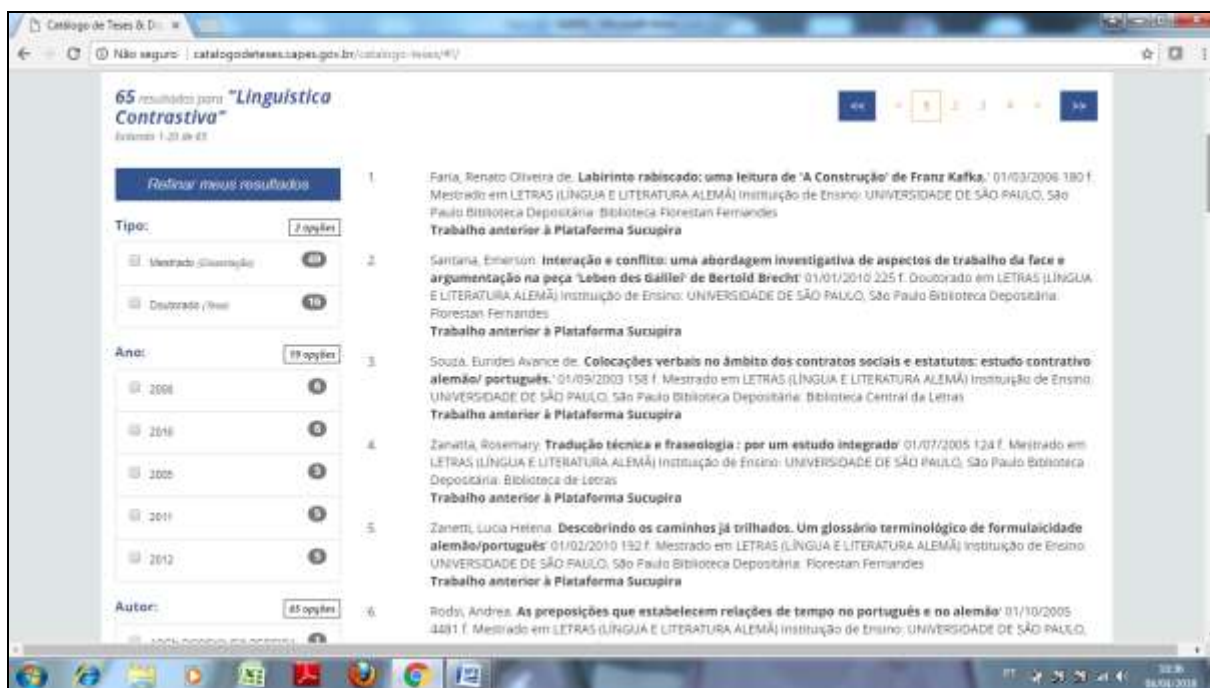 Catálogo de Teses & D
Não seguro | catalogodeteses.capes.gov.br/catalogo-teses/#!/
65 resultados para "Linguística
Contrastiva"
Exibindo 1-20 de 65
<<
1 2 3 4
>>
Refinar meus resultados
Tipo:
2 opções
Mestrado (Dissertação)
Doutorado (Tese)
Ano:
19 opções
2010
2005
2011
2012
Autor:
65 opções
1. Faria, Renato Oliveira de. Labirinto rabiscado: uma leitura de 'A Construção' de Franz Kafka.' 01/03/2006 180 f.
Mestrado em LETRAS (LÍNGUA E LITERATURA ALEMÃ) Instituição de Ensino: UNIVERSIDADE DE SÃO PAULO, São
Paulo Biblioteca Depositária: Biblioteca Florestan Fernandes
Trabalho anterior à Plataforma Sucupira
2. Santana, Emerson. Interação e conflito: uma abordagem investigativa de aspectos de trabalho da face e
argumentação na peça 'Leben des Galilei' de Bertold Brecht' 01/01/2010 225 f. Doutorado em LETRAS (LÍNGUA
E LITERATURA ALEMÃ) Instituição de Ensino: UNIVERSIDADE DE SÃO PAULO, São Paulo Biblioteca Depositária:
Florestan Fernandes
Trabalho anterior à Plataforma Sucupira
3. Souza, Eurides Avance de. Colocações verbais no âmbito dos contratos sociais e estatutos: estudo contrativo
alemão/ português.' 01/09/2003 158 f. Mestrado em LETRAS (LÍNGUA E LITERATURA ALEMÃ) Instituição de Ensino:
UNIVERSIDADE DE SÃO PAULO, São Paulo Biblioteca Depositária: Biblioteca Central da Letras
Trabalho anterior à Plataforma Sucupira
4. Zanatta, Rosemary. Tradução técnica e fraseologia : por um estudo integrado' 01/07/2005 124 f. Mestrado em
LETRAS (LÍNGUA E LITERATURA ALEMÃ) Instituição de Ensino: UNIVERSIDADE DE SÃO PAULO, São Paulo Biblioteca
Depositária: Biblioteca de Letras
Trabalho anterior à Plataforma Sucupira
5. Zanetti, Lucia Helena. Descobrindo os caminhos já trilhados. Um glossário terminológico de formulaicidade
alemão/português' 01/02/2010 192 f. Mestrado em LETRAS (LÍNGUA E LITERATURA ALEMÃ) Instituição de Ensino:
UNIVERSIDADE DE SÃO PAULO, São Paulo Biblioteca Depositária: Florestan Fernandes
Trabalho anterior à Plataforma Sucupira
6. Rodsi, Andrea. As preposições que estabelecem relações de tempo no português e no alemão' 01/10/2005
4481 f. Mestrado em LETRAS (LÍNGUA E LITERATURA ALEMÃ) Instituição de Ensino: UNIVERSIDADE DE SÃO PAULO,
PT